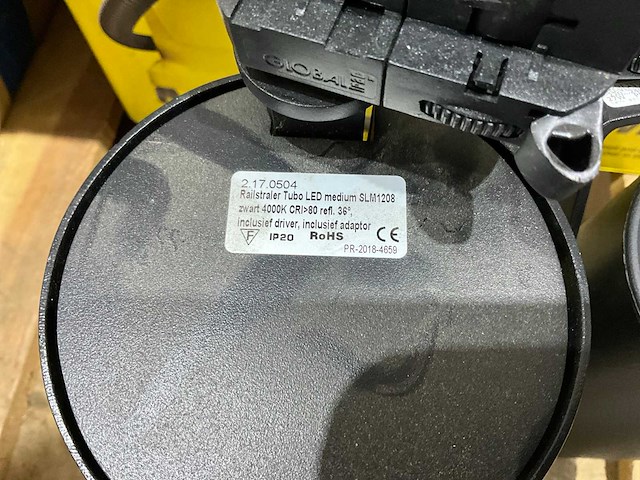 GLOBAL
2.17.0504
Railstraler Tubo LED medium SLM1208
zwart 4000K CRI>80 refl. 36°,
inclusief driver, inclusief adaptor
F IP20 RoHS CE
PR-2018-4659